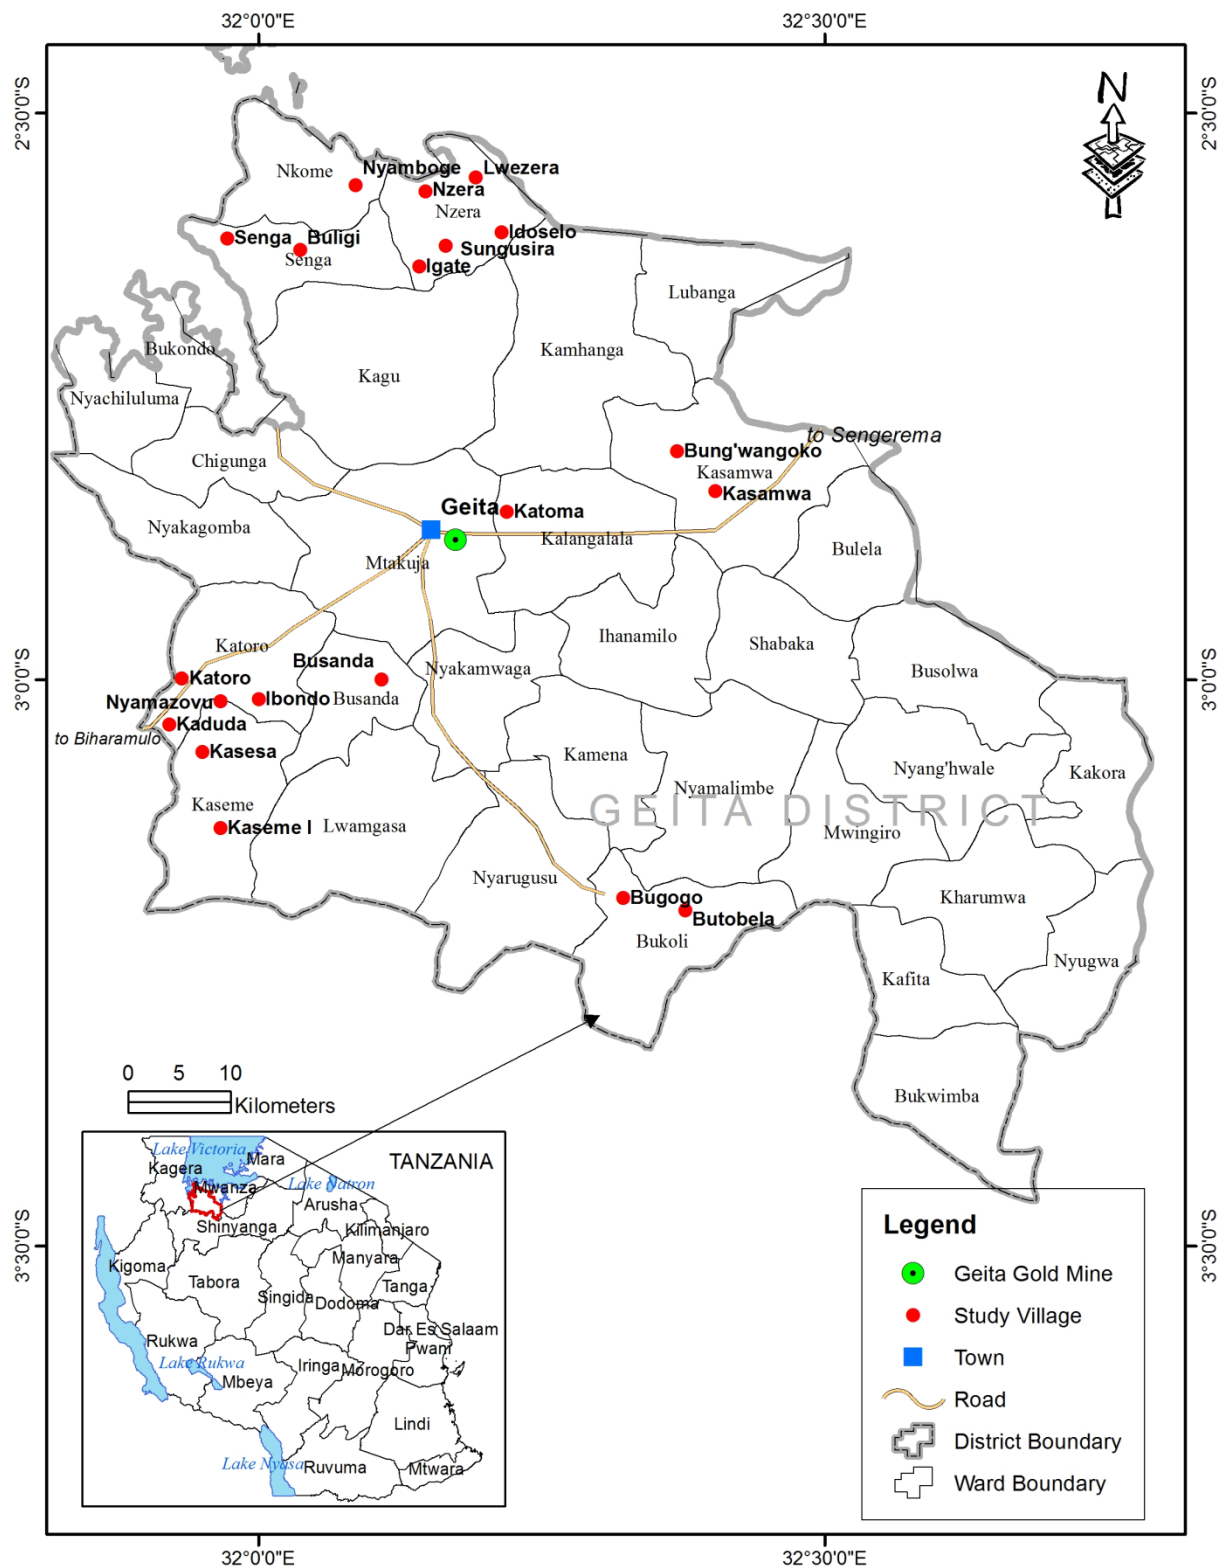 32°0'0"E
32°30'0"E
2°30'0"S
2°30'0"S
N
Nkome
Nyamboge
Lwezera
Nzera
Nzera
Senga
Buligi
Senga
Idoselo
Sungusira
Igate
Lubanga
Bukondo
Kamhanga
Kagu
Nyachiluluma
to Sengerema
Bung'wangoko
Chigunga
Kasamwa
Kasamwa
Geita
Katoma
Nyakagomba
Kalangalala
Bulela
Mtakuja
Ihanamilo
Shabaka
Katoro
Busanda
Nyakamwaga
Busolwa
3°0'0"S
3°0'0"S
Katoro
Nyamazovu
Ibondo
Busanda
Kaduda
to Biharamulo
Kasesa
Kamena
Nyang'hwale
Kakora
Nyamalimbe
Kaseme
GEITA DISTRICT
Kaseme I
Lwamgasa
Mwingiro
Nyarugusu
Bugogo
Kharumwa
Butobela
Bukoli
Nyugwa
Kafita
Bukwimba
0 5 10
Kilometers
TANZANIA
Lake Victoria
Kagera
Mara
Mwanza
Lake Natron
Arusha
Shinyanga
Kilimanjaro
Kigoma
Manyara
Tabora
Tanga
Singida
Dodoma
Dar Es Salaam
Rukwa
Pwani
Lake Rukwa
Iringa
Morogoro
Mbeya
Lindi
Lake Nyasa
Ruvuma
Mtwara
Legend
Geita Gold Mine
Study Village
Town
Road
District Boundary
Ward Boundary
3°30'0"S
3°30'0"S
32°0'0"E
32°30'0"E